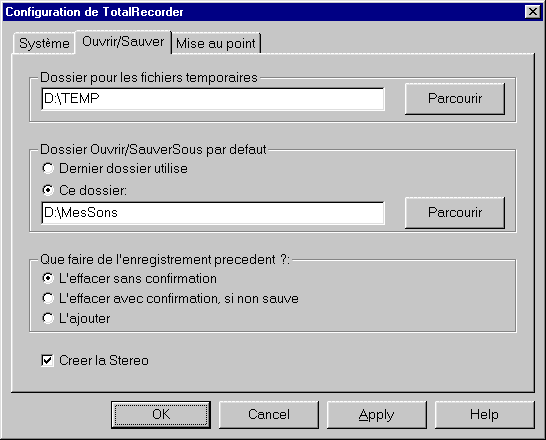 Configuration de TotalRecorder
Système Ouvrir/Sauver Mise au point
Dossier pour les fichiers temporaires
D:\TEMP Parcourir
Dossier Ouvrir/SauverSous par defaut
Dernier dossier utilise
Ce dossier:
D:\MesSons Parcourir
Que faire de l'enregistrement precedent ?:
L'effacer sans confirmation
L'effacer avec confirmation, si non sauve
L'ajouter
Creer la Stereo
OK Cancel Apply Help